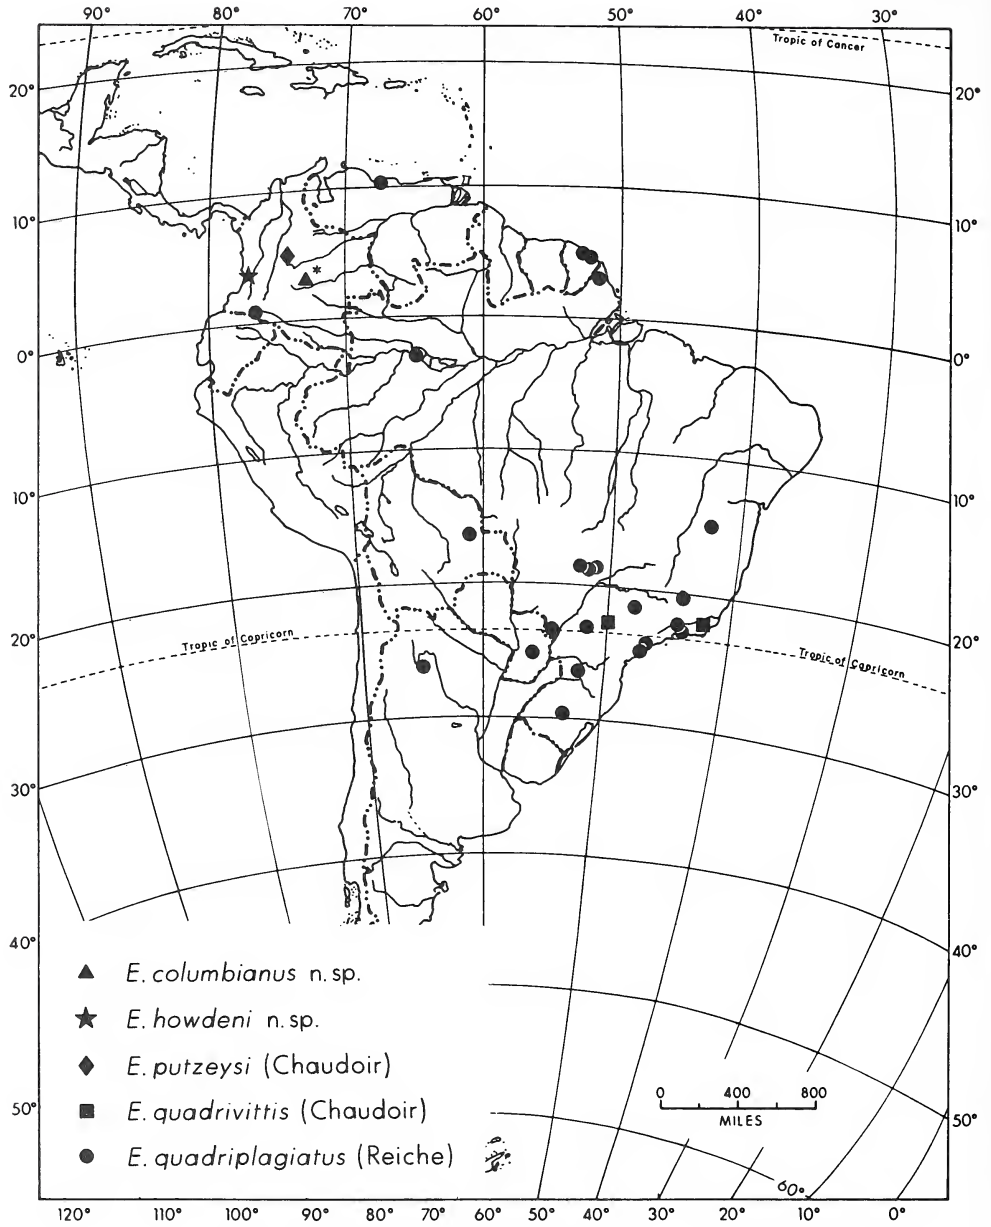 90° 80° 70° 60° 50° 40° 30°
Tropic of Cancer
20° 20°
10° 10°
*
0° 0°
10° 10°
20° Tropic of Capricorn 20°
Tropic of Capricorn
30° 30°
40° 40°
E. columbianus n. sp.
E. howdeni n. sp.
E. putzeysi (Chaudoir)
0 400 800
MILES
50° 50°
E. quadrivittis (Chaudoir)
E. quadriplagiatus (Reiche)
60°
120° 110° 100° 90° 80° 70° 60° 50° 40° 30° 20° 10° 0°